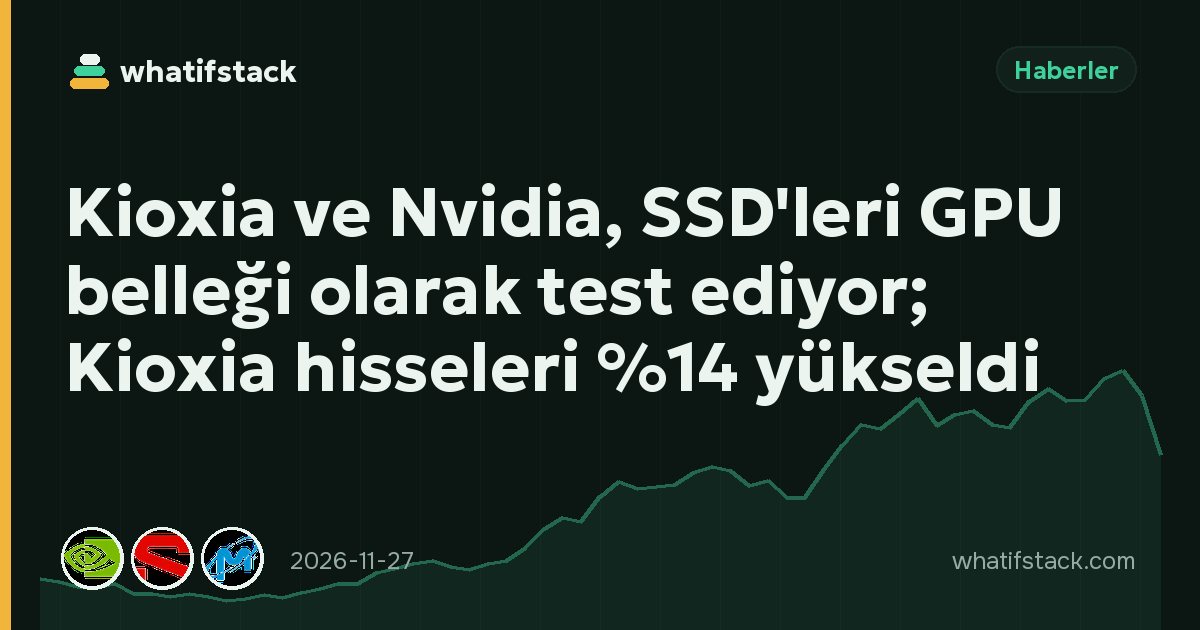 whatifstack
Haberler
Kioxia ve Nvidia, SSD'leri GPU
belleği olarak test ediyor;
Kioxia hisseleri %14 yükseldi
2026-11-27
whatifstack.com